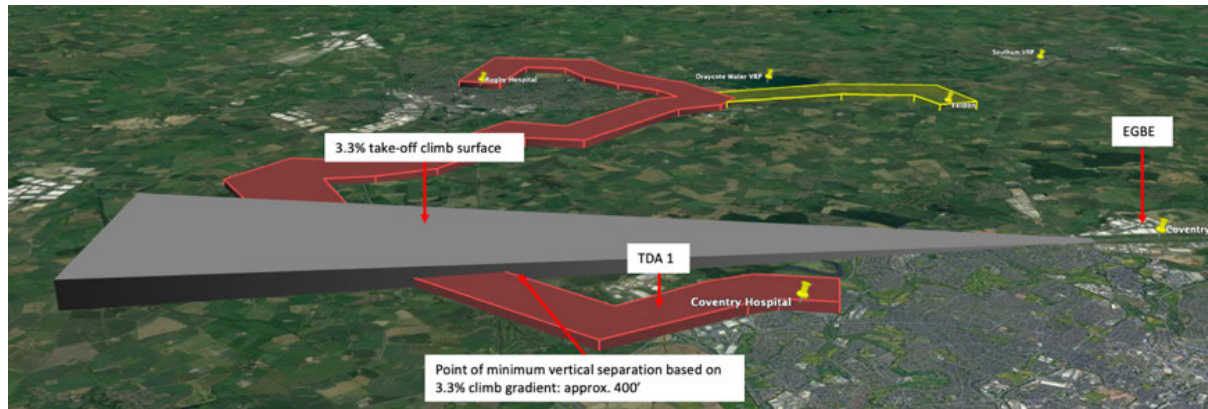 Southam VRP
Rugby Hospital
Draycote Water VRP
Feldon
3.3% take-off climb surface
EGBE
Coventry
TDA 1
Coventry Hospital
Point of minimum vertical separation based on
3.3% climb gradient: approx. 400'